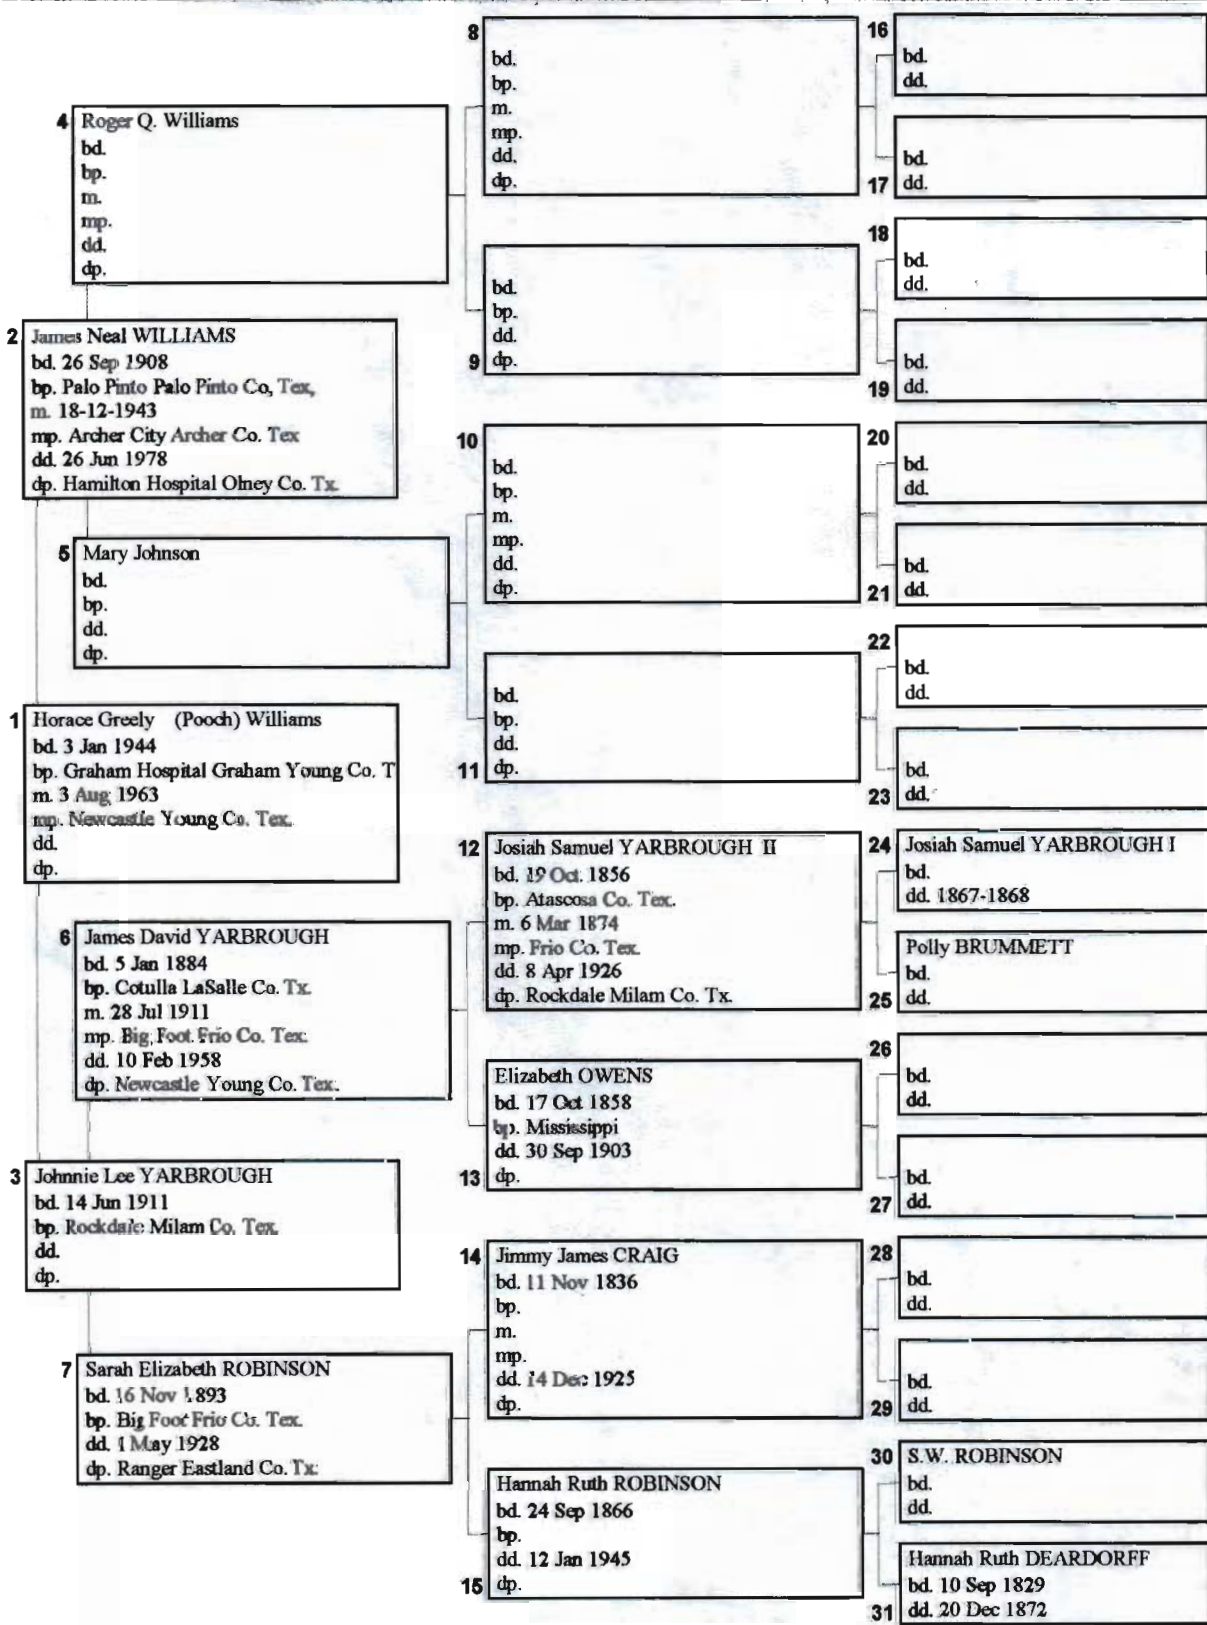 4 Roger Q. Williams
bd.
bp.
m.
mp.
dd.
dp.
2 James Neal WILLIAMS
bd. 26 Sep 1908
bp. Palo Pinto Palo Pinto Co, Tex,
m. 18-12-1943
mp. Archer City Archer Co. Tex
dd. 26 Jun 1978
dp. Hamilton Hospital Olney Co. Tx.
5 Mary Johnson
bd.
bp.
dd.
dp.
1 Horace Greely (Pooch) Williams
bd. 3 Jan 1944
bp. Graham Hospital Graham Young Co. T
m. 3 Aug 1963
mp. Newcastle Young Co. Tex.
dd.
dp.
6 James David YARBROUGH
bd. 5 Jan 1884
bp. Cotulla LaSalle Co. Tx.
m. 28 Jul 1911
mp. Big Foot Frio Co. Tex.
dd. 10 Feb 1958
dp. Newcastle Young Co. Tex.
3 Johnnie Lee YARBROUGH
bd. 14 Jun 1911
bp. Rockdale Milam Co. Tex.
dd.
dp.
7 Sarah Elizabeth ROBINSON
bd. 16 Nov 1893
bp. Big Foot Frio Co. Tex.
dd. 1 May 1928
dp. Ranger Eastland Co. Tx.
8
bd.
bp.
m.
mp.
dd.
dp.
bd.
bp.
dd.
9 dp.
10
bd.
bp.
m.
mp.
dd.
dp.
bd.
bp.
dd.
11 dp.
12 Josiah Samuel YARBROUGH II
bd. 19 Oct. 1856
bp. Atascosa Co. Tex.
m. 6 Mar 1874
mp. Frio Co. Tex.
dd. 8 Apr 1926
dp. Rockdale Milam Co. Tx.
Elizabeth OWENS
bd. 17 Oct 1858
bp. Mississippi
dd. 30 Sep 1903
13 dp.
14 Jimmy James CRAIG
bd. 11 Nov 1836
bp.
m.
mp.
dd. 14 Dec 1925
dp.
Hannah Ruth ROBINSON
bd. 24 Sep 1866
bp.
dd. 12 Jan 1945
15 dp.
16
bd.
dd.
bd.
17 dd.
18
bd.
dd.
bd.
19 dd.
20
bd.
dd.
bd.
21 dd.
22
bd.
dd.
bd.
23 dd.
24 Josiah Samuel YARBROUGH I
bd.
dd. 1867-1868
Polly BRUMMETT
bd.
25 dd.
26
bd.
dd.
bd.
27 dd.
28
bd.
dd.
bd.
29 dd.
30 S.W. ROBINSON
bd.
dd.
Hannah Ruth DEARDORFF
bd. 10 Sep 1829
31 dd. 20 Dec 1872